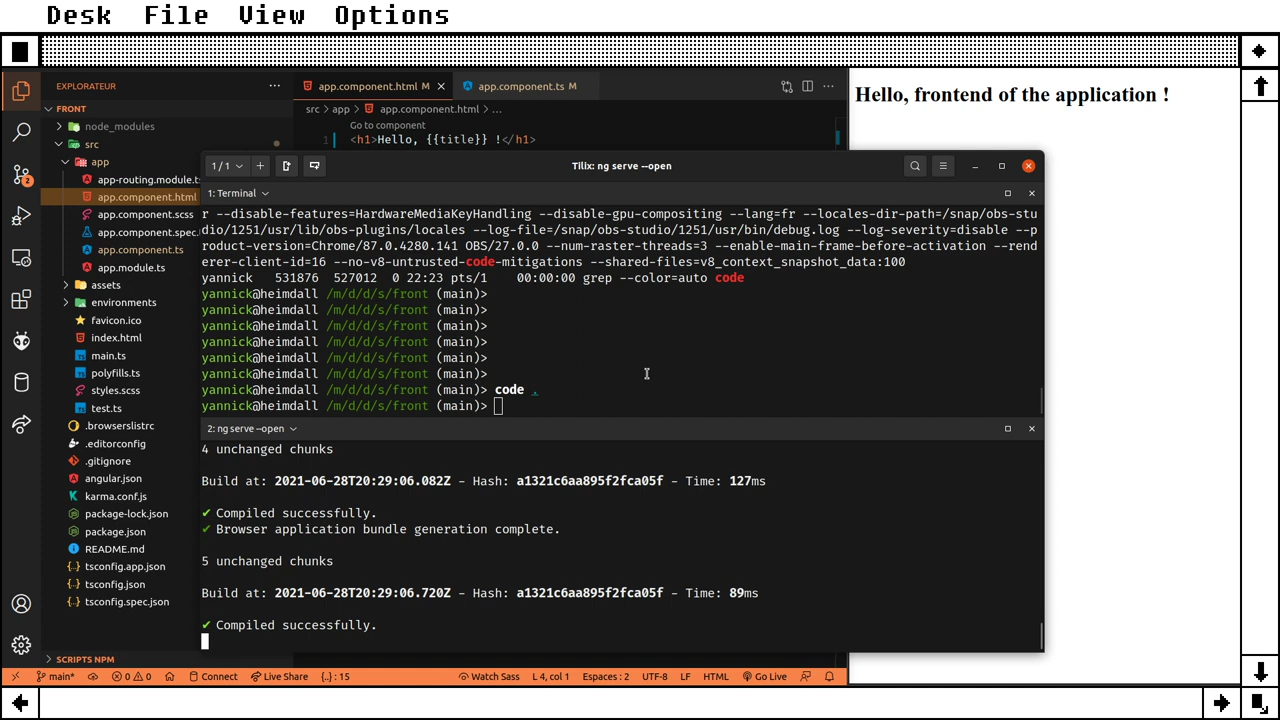 Desk File View Options
EXPLORATEUR
FRONT
node_modules
src
app
app-routing.module.ts
app.component.html
app.component.scss
app.component.spec.
app.component.ts
app.module.ts
assets
environments
favicon.ico
index.html
main.ts
polyfills.ts
styles.scss
test.ts
.browserslistrc
.editorconfig
.gitignore
angular.json
karma.conf.js
package-lock.json
package.json
README.md
tsconfig.app.json
tsconfig.json
tsconfig.spec.json
SCRIPTS NPM
app.component.html M
app.component.ts M
src > app > app.component.html > ...
Go to component
1 <h1>Hello, {{title}} !</h1>
Hello, frontend of the application !
1 / 1
Tilix: ng serve --open
1: Terminal
r --disable-features=HardwareMediaKeyHandling --disable-gpu-compositing --lang=fr --locales-dir-path=/snap/obs-stu
dio/1251/usr/lib/obs-plugins/locales --log-file=/snap/obs-studio/1251/usr/bin/debug.log --log-severity=disable --p
roduct-version=Chrome/87.0.4280.141 OBS/27.0.0 --num-raster-threads=3 --enable-main-frame-before-activation --rend
erer-client-id=16 --no-v8-untrusted-code-mitigations --shared-files=v8_context_snapshot_data:100
yannick 531876 527012 0 22:23 pts/1 00:00:00 grep --color=auto code
yannick@heimdall /m/d/d/s/front (main)>
yannick@heimdall /m/d/d/s/front (main)>
yannick@heimdall /m/d/d/s/front (main)>
yannick@heimdall /m/d/d/s/front (main)>
yannick@heimdall /m/d/d/s/front (main)>
yannick@heimdall /m/d/d/s/front (main)>
yannick@heimdall /m/d/d/s/front (main)> code .
yannick@heimdall /m/d/d/s/front (main)>
2: ng serve --open
4 unchanged chunks
Build at: 2021-06-28T20:29:06.082Z - Hash: a1321c6aa895f2fca05f - Time: 127ms
✔ Compiled successfully.
✔ Browser application bundle generation complete.
5 unchanged chunks
Build at: 2021-06-28T20:29:06.720Z - Hash: a1321c6aa895f2fca05f - Time: 89ms
✔ Compiled successfully.
2
main* 0 0 Connect Live Share {..} : 15 Watch Sass L 4, col 1 Espaces : 2 UTF-8 LF HTML Go Live